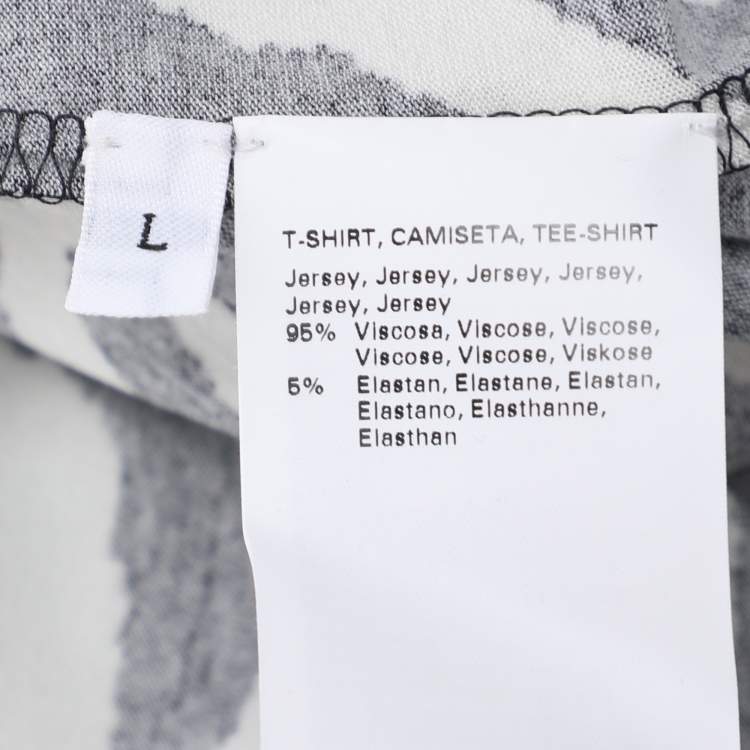 L
T-SHIRT, CAMISETA, TEE-SHIRT
Jersey, Jersey, Jersey, Jersey,
Jersey, Jersey
95% Viscosa, Viscose, Viscose,
Viscose, Viscose, Viskose
5% Elastan, Elastane, Elastan,
Elastano, Elasthanne,
Elasthan